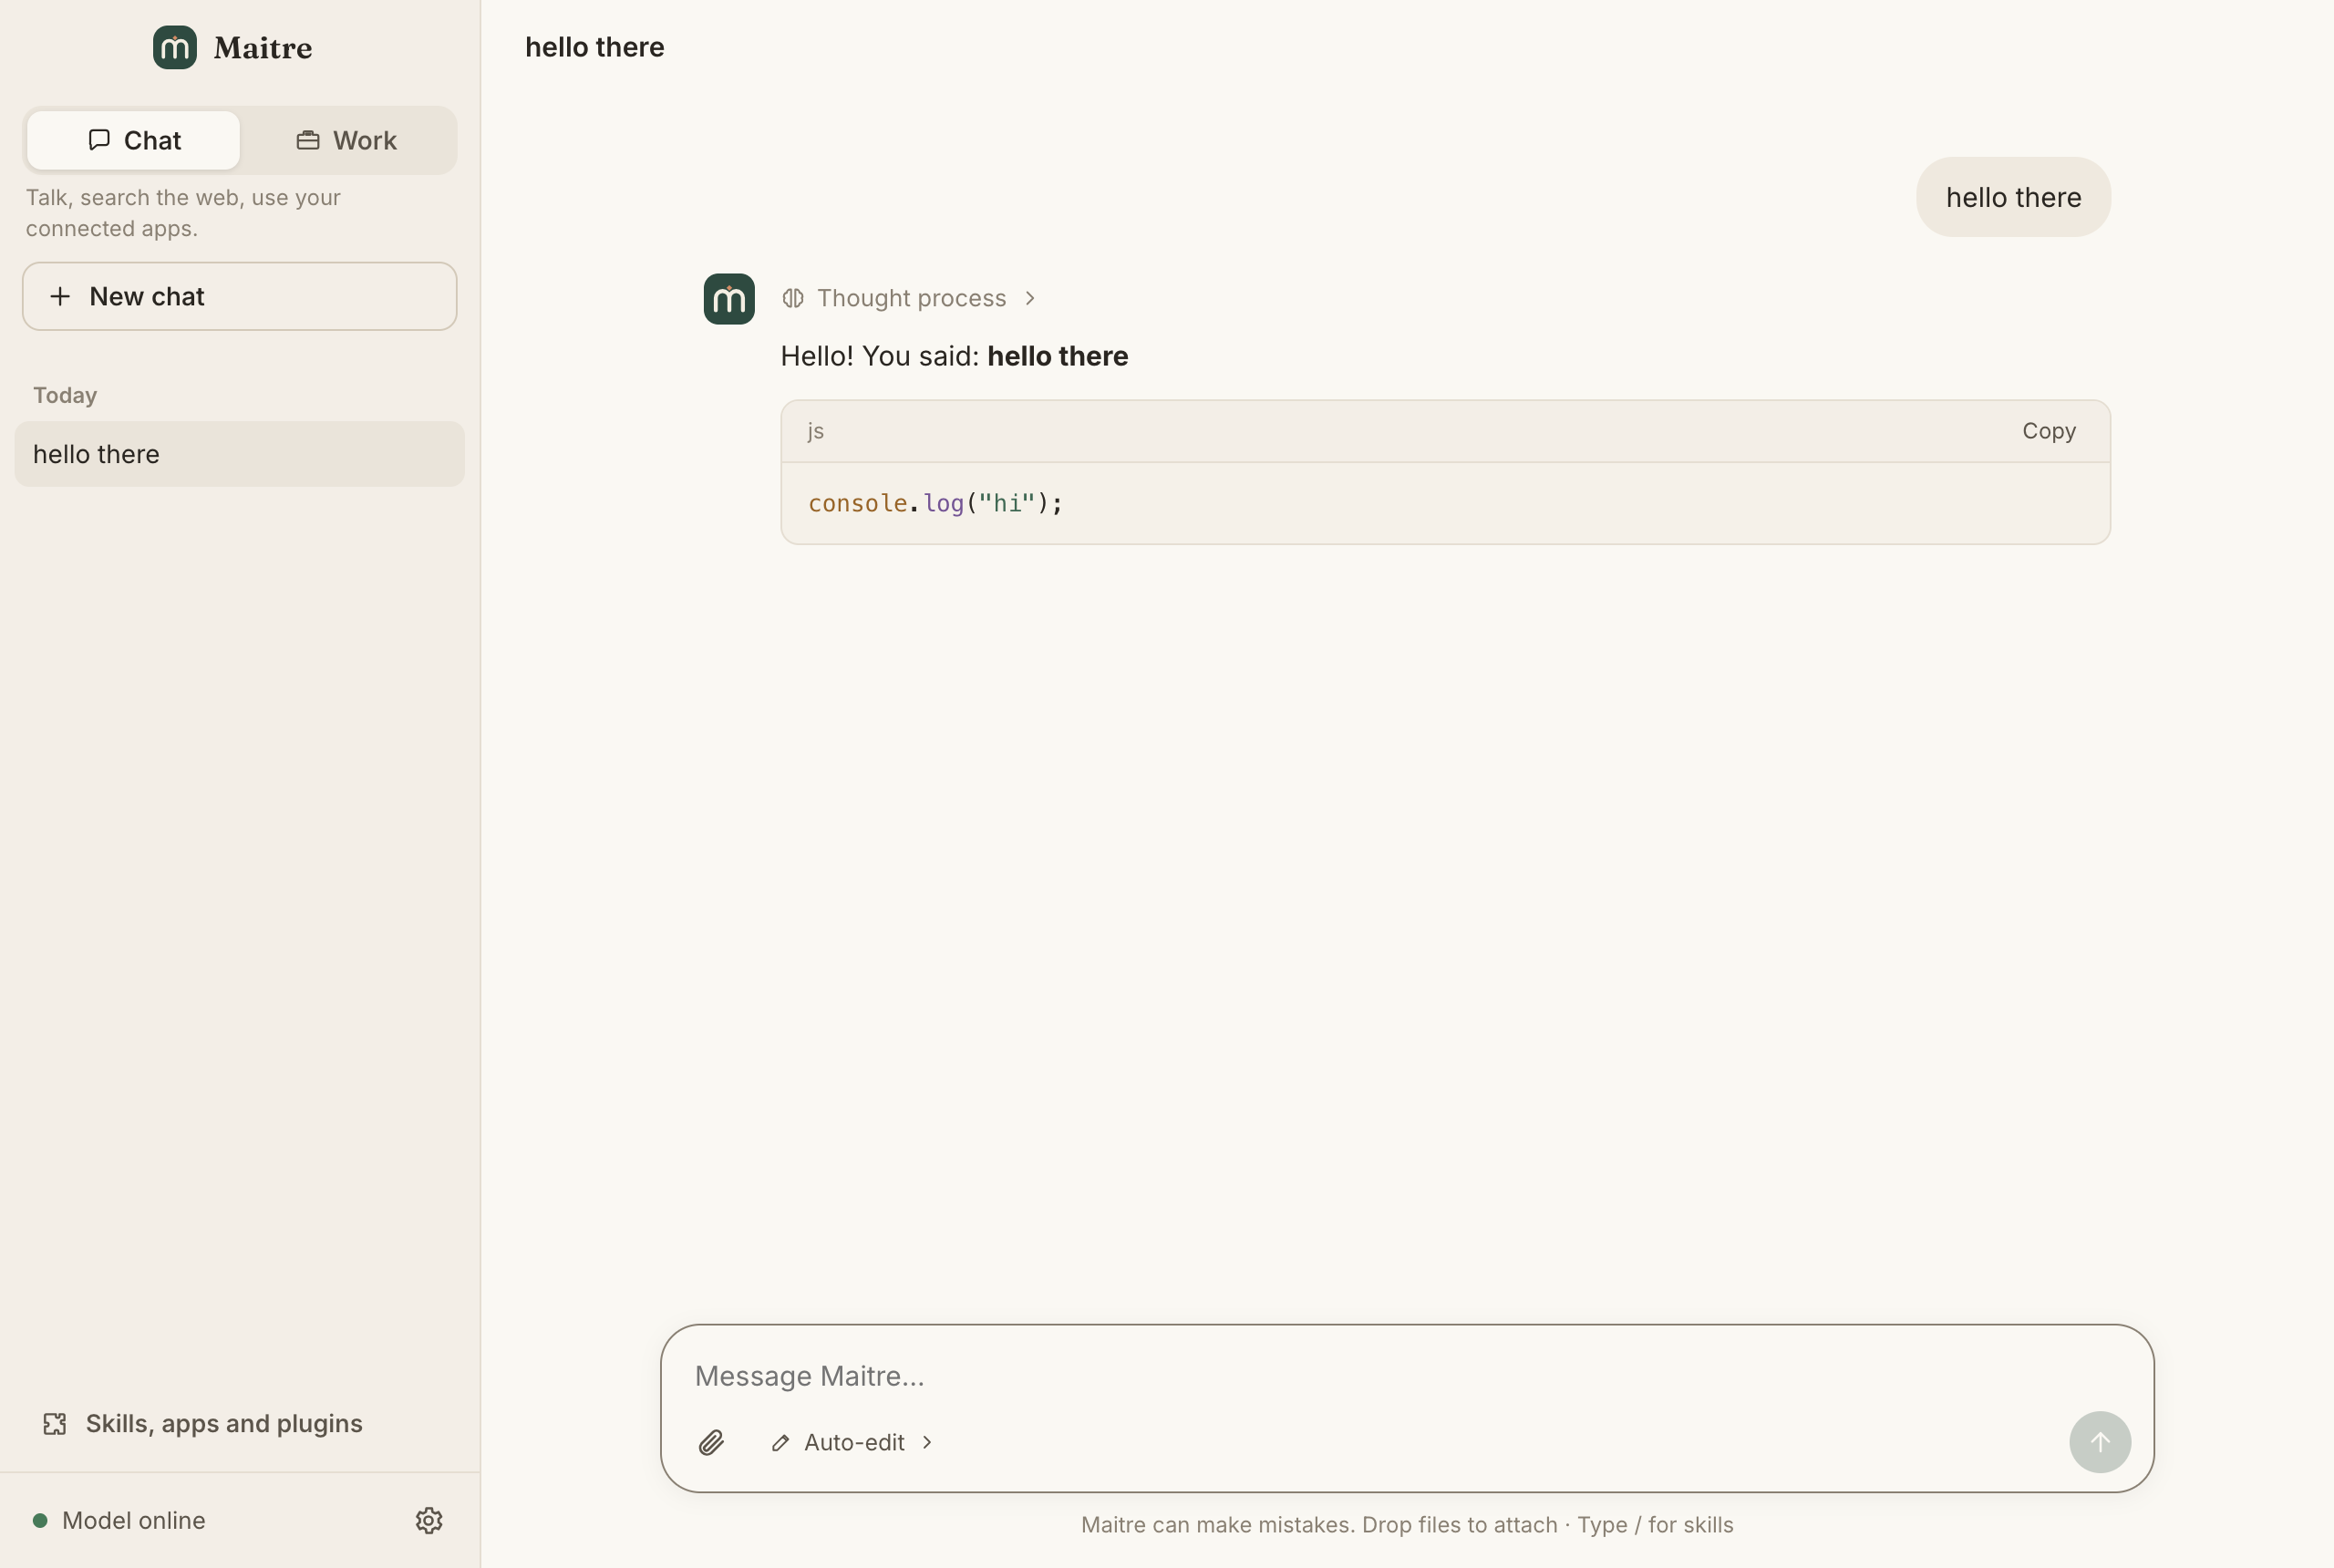 Maitre
Chat
Work
Talk, search the web, use your
connected apps.
New chat
Today
hello there
Skills, apps and plugins
Model online
hello there
hello there
Thought process
Hello! You said: hello there
js
Copy
console.log("hi");
Message Maitre...
Auto-edit
Maitre can make mistakes. Drop files to attach · Type / for skills